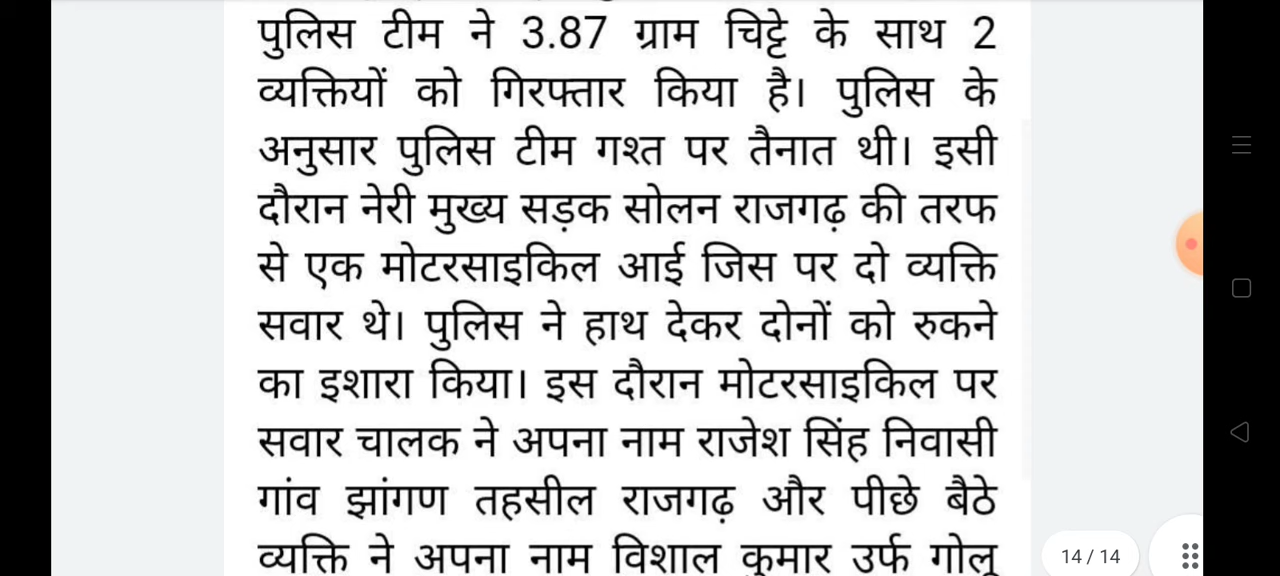 पुलिस टीम ने 3.87 ग्राम चिट्टे के साथ 2
व्यक्तियों को गिरफ्तार किया है। पुलिस के
अनुसार पुलिस टीम गश्त पर तैनात थी। इसी
दौरान नेरी मुख्य सड़क सोलन राजगढ़ की तरफ
से एक मोटरसाइकिल आई जिस पर दो व्यक्ति
सवार थे। पुलिस ने हाथ देकर दोनों को रुकने
का इशारा किया। इस दौरान मोटरसाइकिल पर
सवार चालक ने अपना नाम राजेश सिंह निवासी
गांव झांगण तहसील राजगढ़ और पीछे बैठे
व्यक्ति ने अपना नाम विशाल कुमार उर्फ गोलू
14 / 14